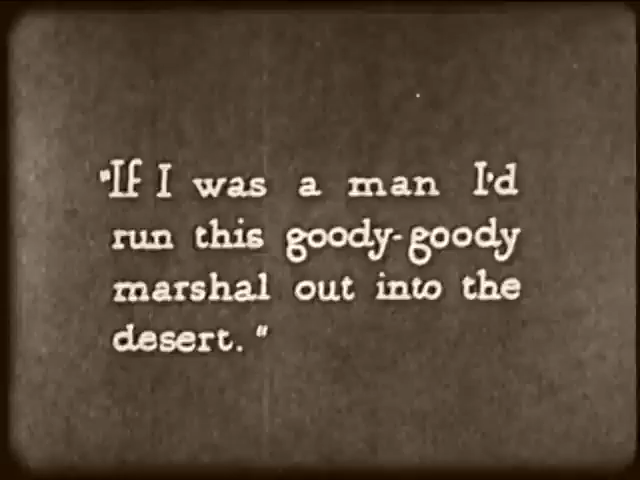 "If I was a man I'd
run this goody-goody
marshal out into the
desert."